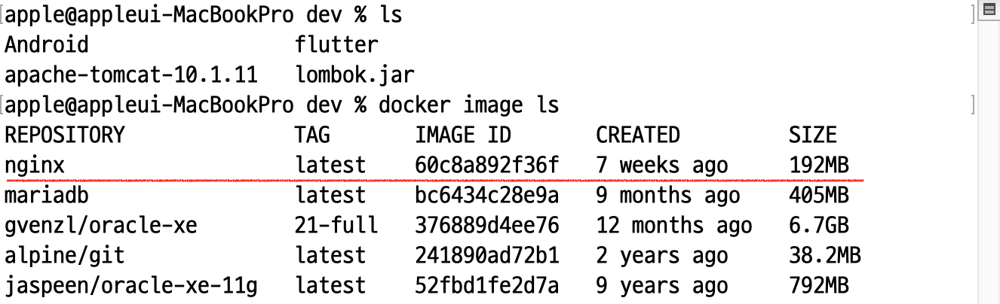 [apple@appleui-MacBookPro dev % ls ]
Android flutter
apache-tomcat-10.1.11 lombok.jar
[apple@appleui-MacBookPro dev % docker image ls ]
REPOSITORY TAG IMAGE ID CREATED SIZE
nginx latest 60c8a892f36f 7 weeks ago 192MB
mariadb latest bc6434c28e9a 9 months ago 405MB
gvenzl/oracle-xe 21-full 376889d4ee76 12 months ago 6.7GB
alpine/git latest 241890ad72b1 2 years ago 38.2MB
jaspeen/oracle-xe-11g latest 52fbd1fe2d7a 9 years ago 792MB